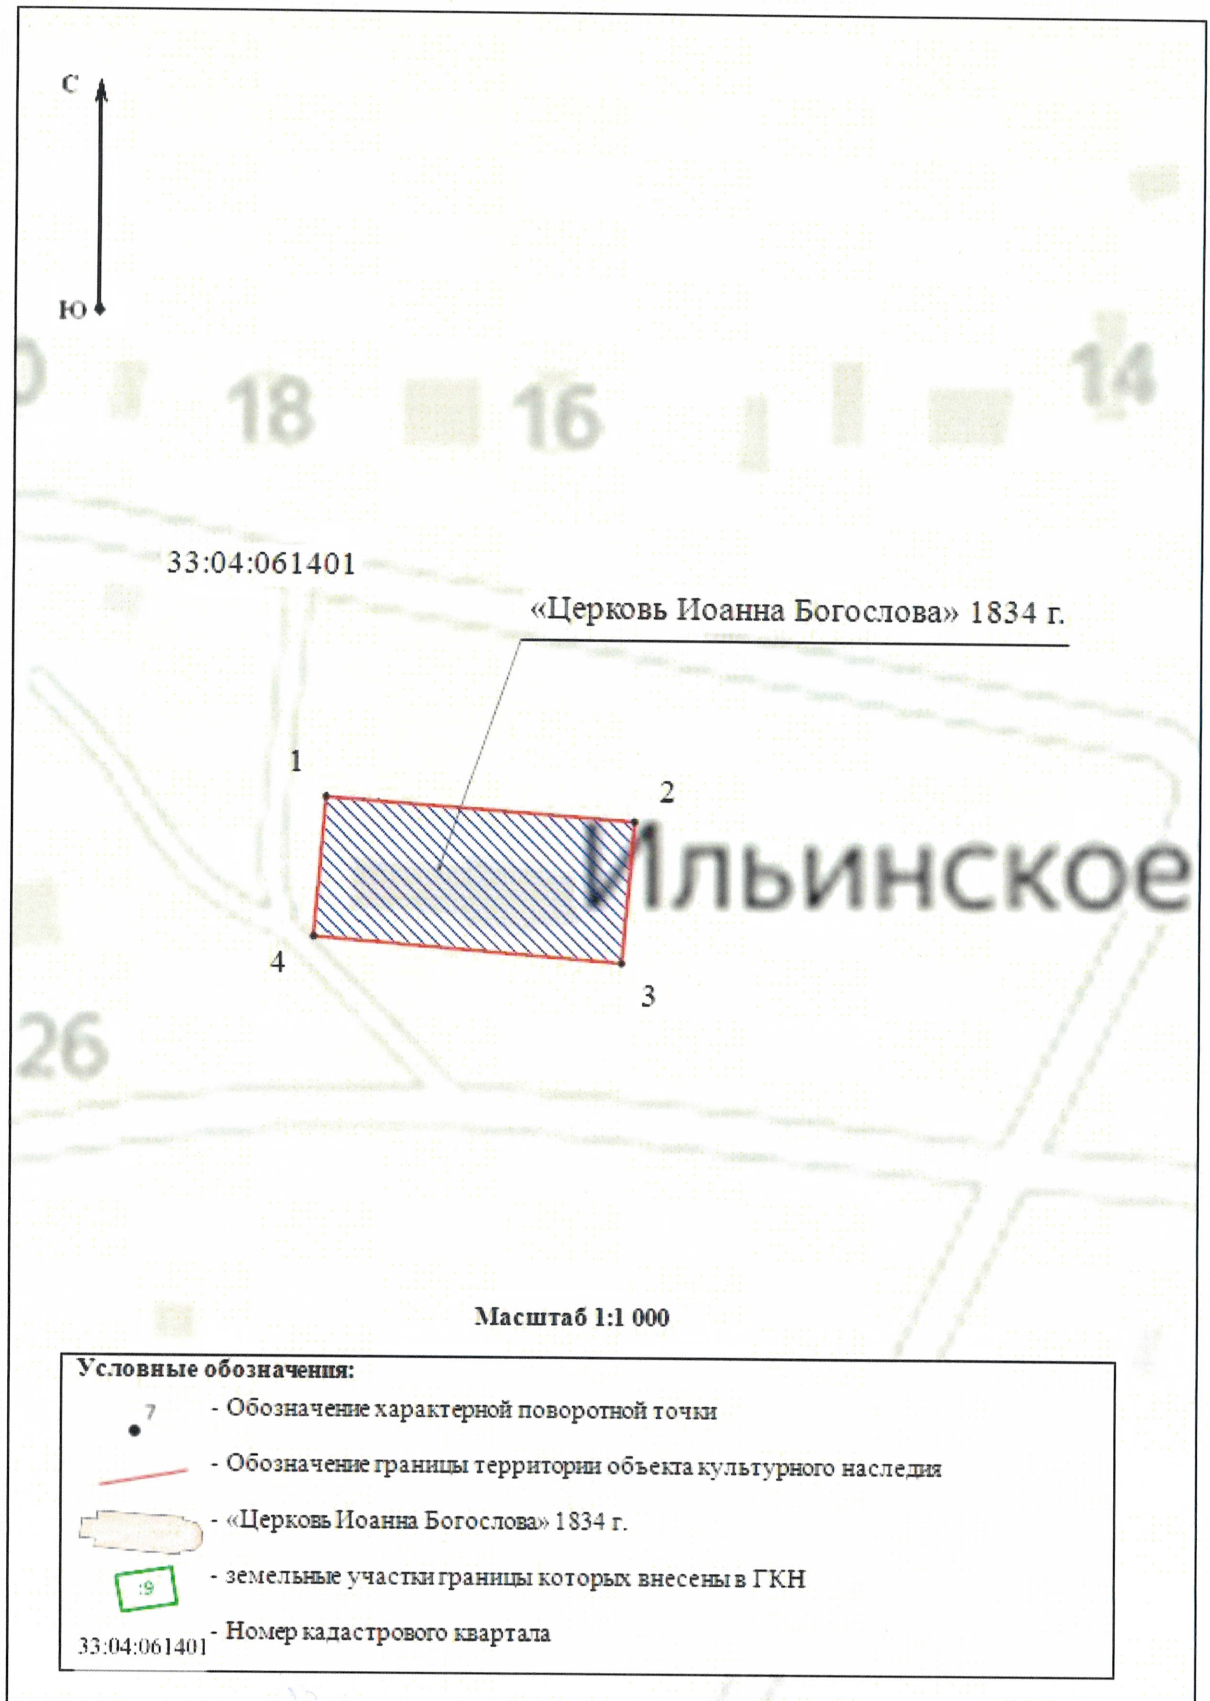 С
Ю
18
16
14
33:04:061401
«Церковь Иоанна Богослова» 1834 г.
1
2
Ильинское
4
3
26
Масштаб 1:1 000
Условные обозначения:
7
- Обозначение характерной поворотной точки
- Обозначение границы территории объекта культурного наследия
- «Церковь Иоанна Богослова» 1834 г.
:9
- земельные участки границы которых внесены в ГКН
33:04:061401
- Номер кадастрового квартала